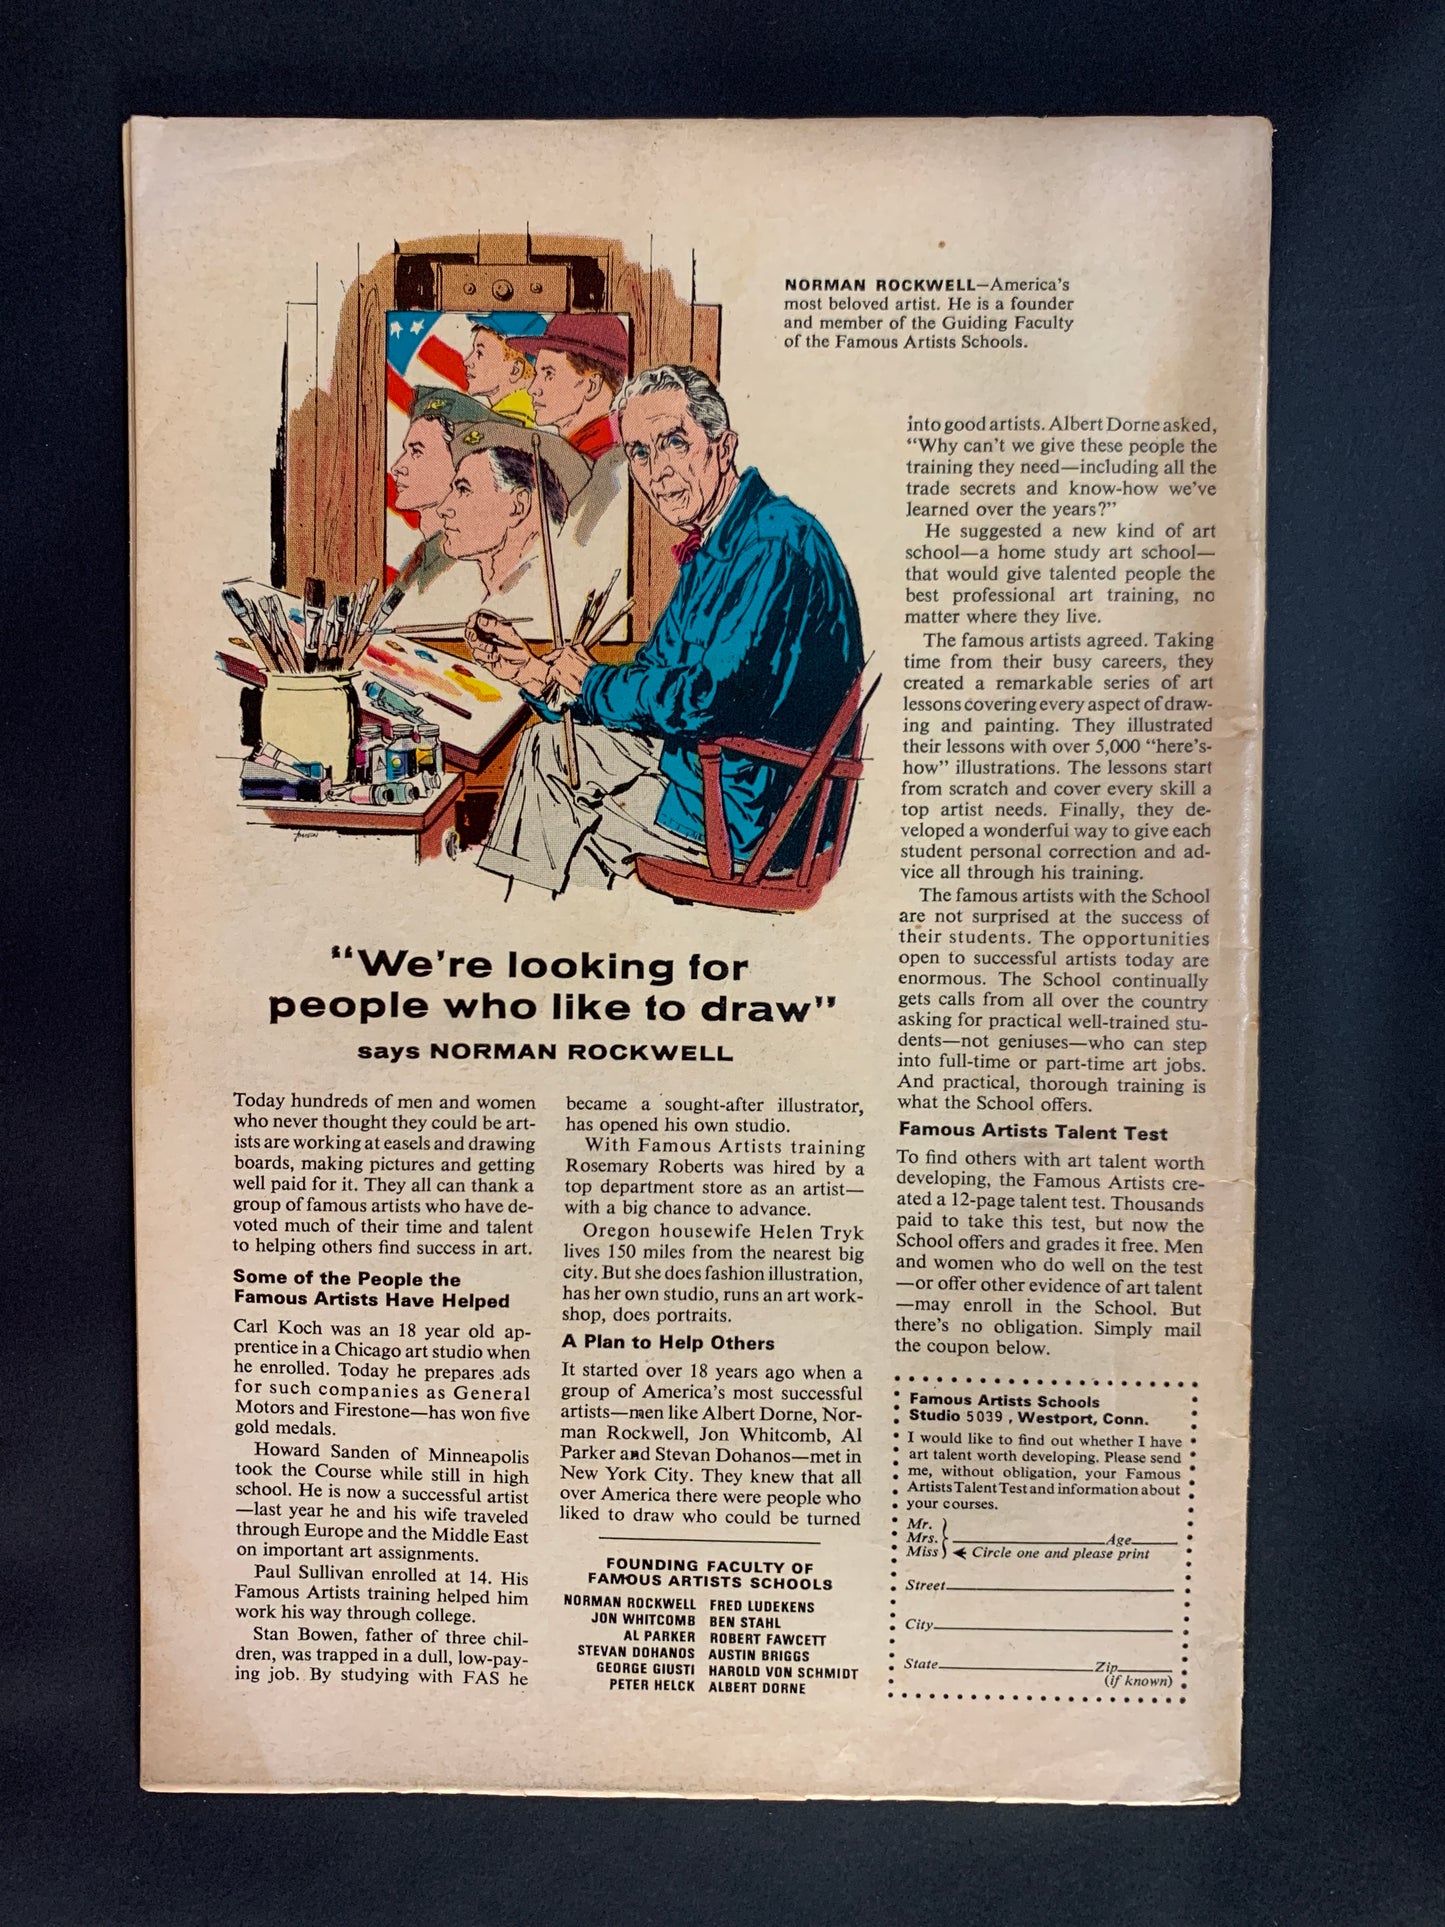 NORMAN ROCKWELL—America's
most beloved artist. He is a founder
and member of the Guiding Faculty
of the Famous Artists Schools.
"We're looking for
people who like to draw"
says NORMAN ROCKWELL
Today hundreds of men and women
who never thought they could be art-
ists are working at easels and drawing
boards, making pictures and getting
well paid for it. They all can thank a
group of famous artists who have de-
voted much of their time and talent
to helping others find success in art.
Some of the People the
Famous Artists Have Helped
Carl Koch was an 18 year old ap-
prentice in a Chicago art studio when
he enrolled. Today he prepares ads
for such companies as General
Motors and Firestone—has won five
gold medals.
Howard Sanden of Minneapolis
took the Course while still in high
school. He is now a successful artist
—last year he and his wife traveled
through Europe and the Middle East
on important art assignments.
Paul Sullivan enrolled at 14. His
Famous Artists training helped him
work his way through college.
Stan Bowen, father of three chil-
dren, was trapped in a dull, low-pay-
ing job. By studying with FAS he
became a sought-after illustrator,
has opened his own studio.
With Famous Artists training
Rosemary Roberts was hired by a
top department store as an artist—
with a big chance to advance.
Oregon housewife Helen Tryk
lives 150 miles from the nearest big
city. But she does fashion illustration,
has her own studio, runs an art work-
shop, does portraits.
A Plan to Help Others
It started over 18 years ago when a
group of America's most successful
artists—men like Albert Dorne, Nor-
man Rockwell, Jon Whitcomb, Al
Parker and Stevan Dohanos—met in
New York City. They knew that all
over America there were people who
liked to draw who could be turned
FOUNDING FACULTY OF
FAMOUS ARTISTS SCHOOLS
NORMAN ROCKWELL FRED LUDEKENS
JON WHITCOMB BEN STAHL
AL PARKER ROBERT FAWCETT
STEVAN DOHANOS AUSTIN BRIGGS
GEORGE GIUSTI HAROLD VON SCHMIDT
PETER HELCK ALBERT DORNE
into good artists. Albert Dorne asked,
"Why can't we give these people the
training they need—including all the
trade secrets and know-how we've
learned over the years?"
He suggested a new kind of art
school—a home study art school—
that would give talented people the
best professional art training, no
matter where they live.
The famous artists agreed. Taking
time from their busy careers, they
created a remarkable series of art
lessons covering every aspect of draw-
ing and painting. They illustrated
their lessons with over 5,000 "here's-
how" illustrations. The lessons start
from scratch and cover every skill a
top artist needs. Finally, they de-
veloped a wonderful way to give each
student personal correction and ad-
vice all through his training.
The famous artists with the School
are not surprised at the success of
their students. The opportunities
open to successful artists today are
enormous. The School continually
gets calls from all over the country
asking for practical well-trained stu-
dents—not geniuses—who can step
into full-time or part-time art jobs.
And practical, thorough training is
what the School offers.
Famous Artists Talent Test
To find others with art talent worth
developing, the Famous Artists cre-
ated a 12-page talent test. Thousands
paid to take this test, but now the
School offers and grades it free. Men
and women who do well on the test
—or offer other evidence of art talent
—may enroll in the School. But
there's no obligation. Simply mail
the coupon below.
Famous Artists Schools
Studio 5039, Westport, Conn.
I would like to find out whether I have
art talent worth developing. Please send
me, without obligation, your Famous
Artists Talent Test and information about
your courses.
Mr.
Mrs. Age
Miss Circle one and please print
Street
City
State Zip
(if known)